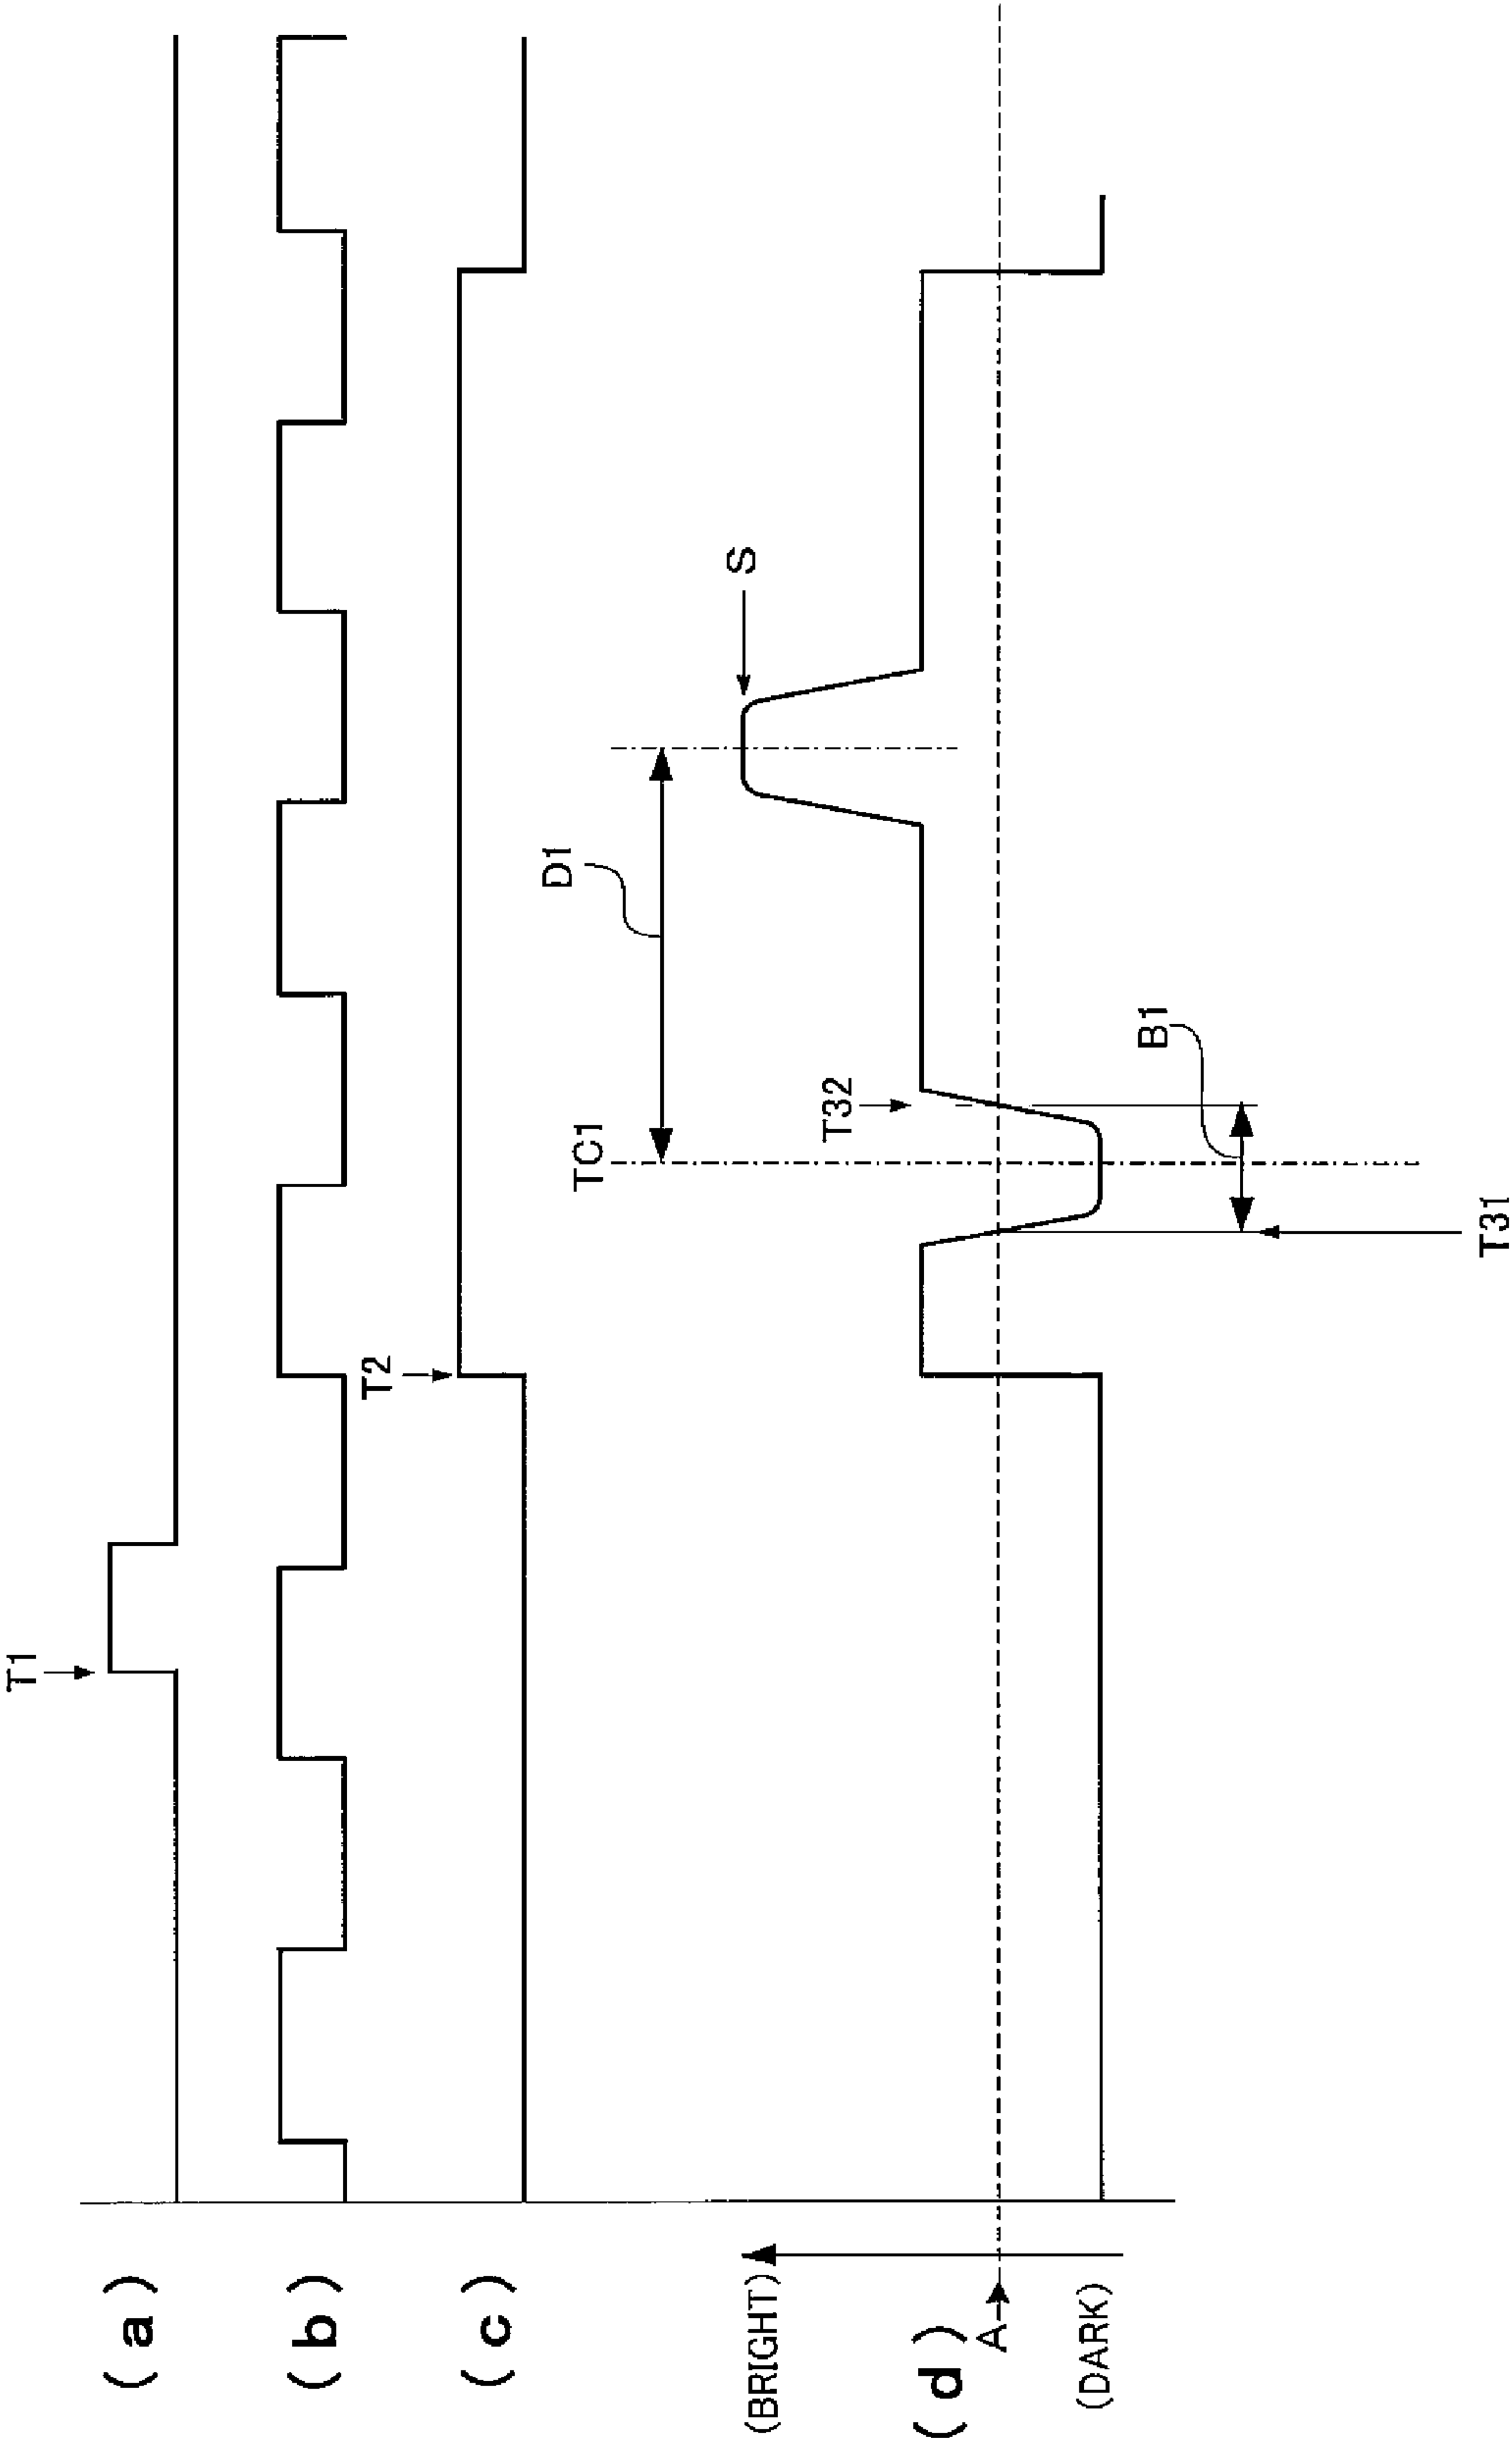 T1
(a)
(b)
T2
(c)
D1
S
TC1
T32
(BRIGHT)
(d)
A
(DARK)
B1
T31